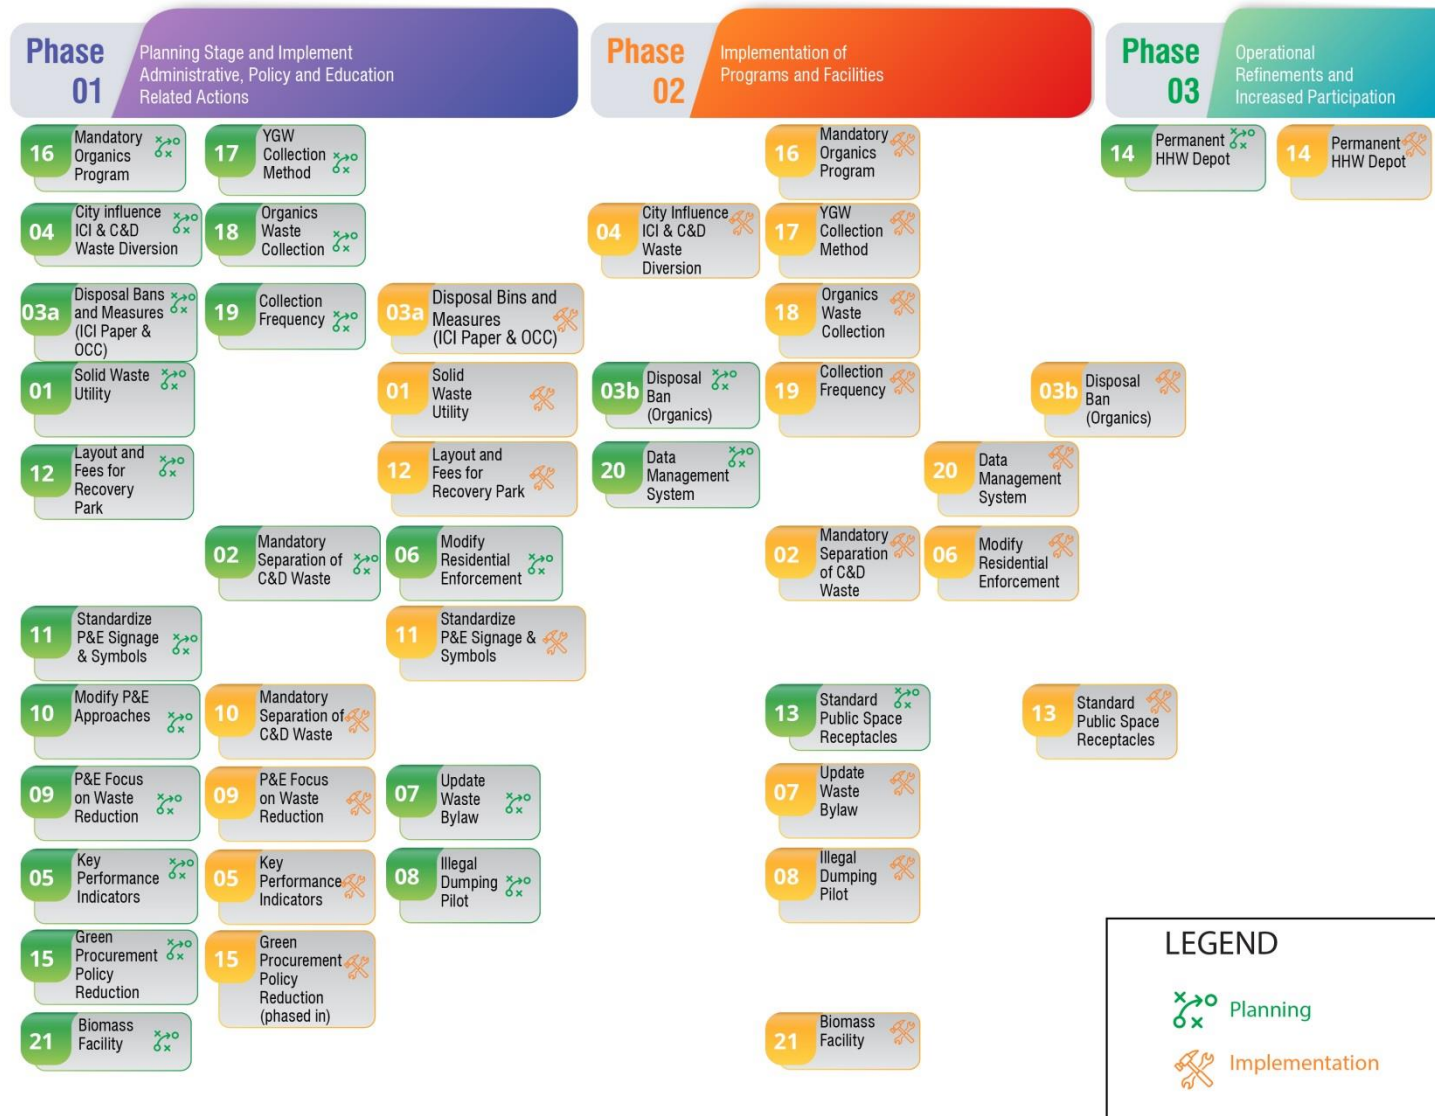 Phase
01
Planning Stage and Implement
Administrative, Policy and Education
Related Actions
Phase
02
Implementation of
Programs and Facilities
Phase
03
Operational
Refinements and
Increased Participation
16
Mandatory
Organics
Program
17
YGW
Collection
Method
16
Mandatory
Organics
Program
14
Permanent
HHW Depot
14
Permanent
HHW Depot
04
City influence
ICI & C&D
Waste Diversion
18
Organics
Waste
Collection
04
City Influence
ICI & C&D
Waste
Diversion
17
YGW
Collection
Method
03a
Disposal Bans
and Measures
(ICI Paper &
OCC)
19
Collection
Frequency
03a
Disposal Bins and
Measures
(ICI Paper & OCC)
18
Organics
Waste
Collection
01
Solid Waste
Utility
01
Solid
Waste
Utility
03b
Disposal
Ban
(Organics)
19
Collection
Frequency
03b
Disposal
Ban
(Organics)
12
Layout and
Fees for
Recovery
Park
12
Layout and
Fees for
Recovery Park
20
Data
Management
System
20
Data
Management
System
02
Mandatory
Separation of
C&D Waste
06
Modify
Residential
Enforcement
02
Mandatory
Separation
of C&D
Waste
06
Modify
Residential
Enforcement
11
Standardize
P&E Signage
& Symbols
11
Standardize
P&E Signage &
Symbols
10
Modify P&E
Approaches
10
Mandatory
Separation of
C&D Waste
13
Standard
Public Space
Receptacles
13
Standard
Public Space
Receptacles
09
P&E Focus
on Waste
Reduction
09
P&E Focus
on Waste
Reduction
07
Update
Waste
Bylaw
07
Update
Waste
Bylaw
05
Key
Performance
Indicators
05
Key
Performance
Indicators
08
Illegal
Dumping
Pilot
08
Illegal
Dumping
Pilot
15
Green
Procurement
Policy
Reduction
15
Green
Procurement
Policy
Reduction
(phased in)
21
Biomass
Facility
21
Biomass
Facility
LEGEND
Planning
Implementation